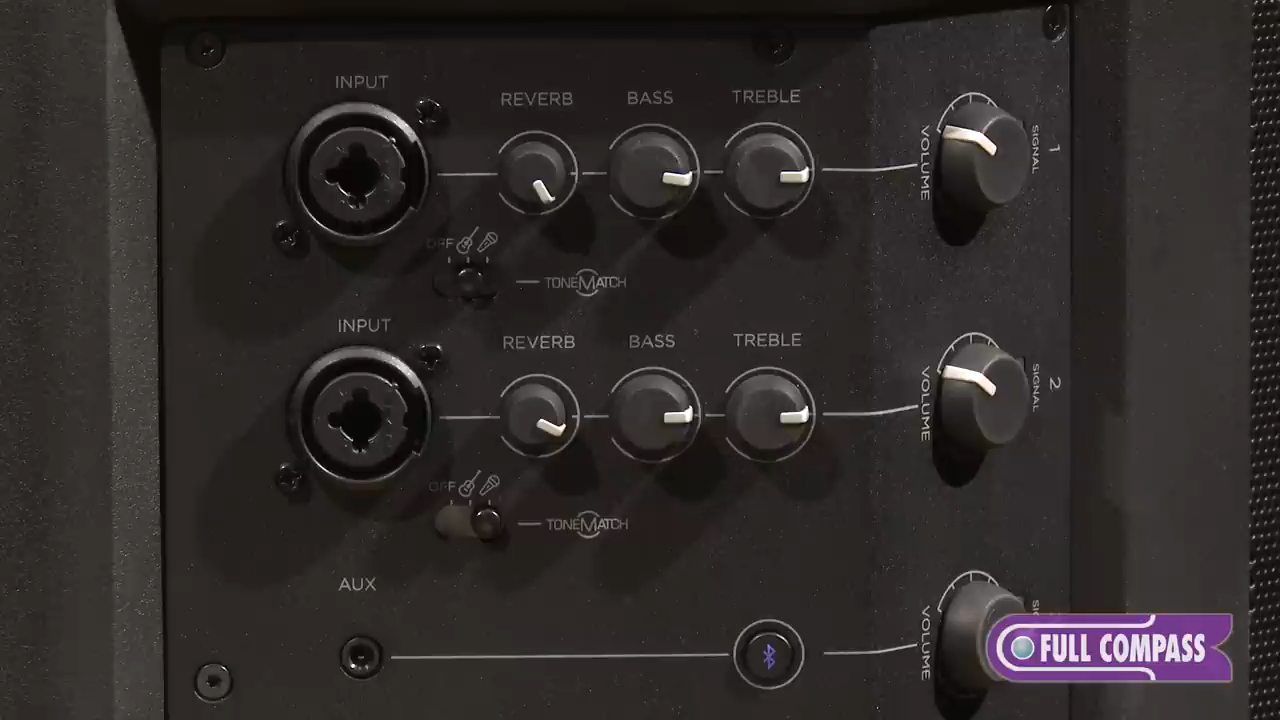 INPUT
REVERB
BASS
TREBLE
VOLUME
SIGNAL
1
OFF
TONEMATCH
INPUT
REVERB
BASS
TREBLE
VOLUME
SIGNAL
2
OFF
TONEMATCH
AUX
VOLUME
FULL COMPASS